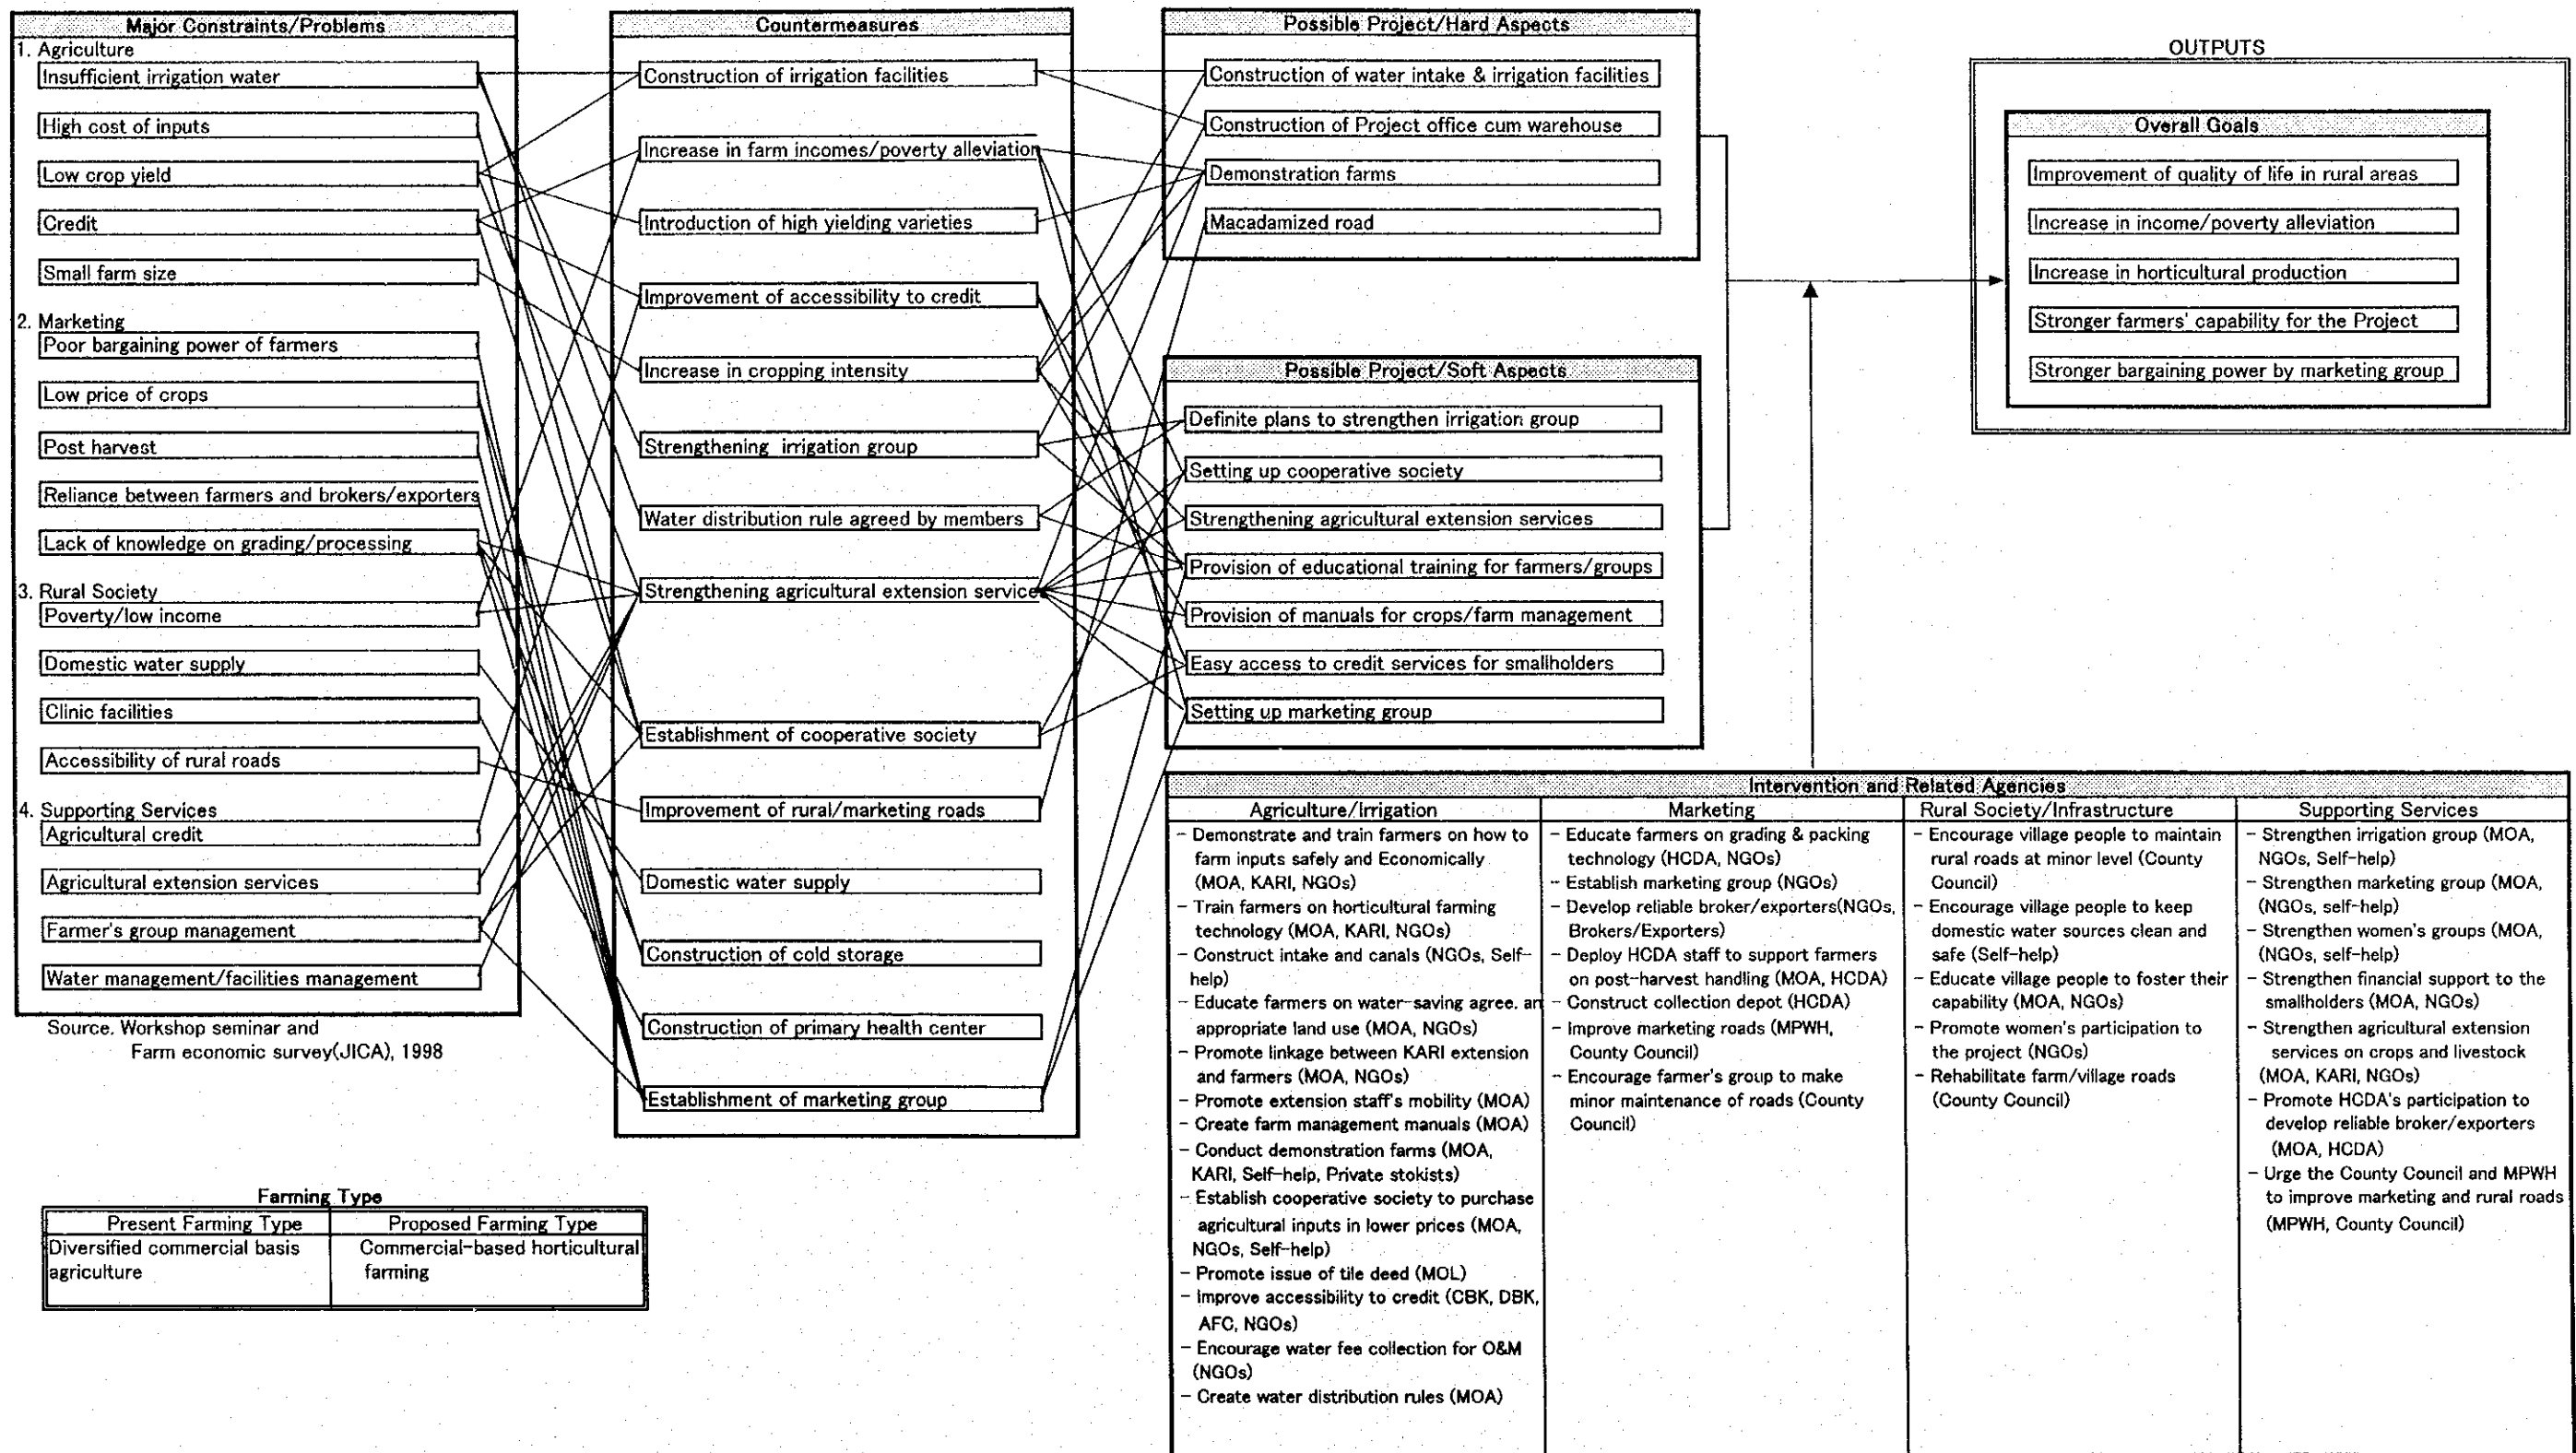 Major Constraints/Problems
1. Agriculture
Insufficient irrigation water
High cost of inputs
Low crop yield
Credit
Small farm size
2. Marketing
Poor bargaining power of farmers
Low price of crops
Post harvest
Reliance between farmers and brokers/exporters
Lack of knowledge on grading/processing
3. Rural Society
Poverty/low income
Domestic water supply
Clinic facilities
Accessibility of rural roads
4. Supporting Services
Agricultural credit
Agricultural extension services
Farmer's group management
Water management/facilities management
Source. Workshop seminar and
Farm economic survey(JICA), 1998
Countermeasures
Construction of irrigation facilities
Increase in farm incomes/poverty alleviation
Introduction of high yielding varieties
Improvement of accessibility to credit
Increase in cropping intensity
Strengthening irrigation group
Water distribution rule agreed by members
Strengthening agricultural extension services
Establishment of cooperative society
Improvement of rural/marketing roads
Domestic water supply
Construction of cold storage
Construction of primary health center
Establishment of marketing group
Possible Project/Hard Aspects
Construction of water intake & irrigation facilities
Construction of Project office cum warehouse
Demonstration farms
Macadamized road
Possible Project/Soft Aspects
Definite plans to strengthen irrigation group
Setting up cooperative society
Strengthening agricultural extension services
Provision of educational training for farmers/groups
Provision of manuals for crops/farm management
Easy access to credit services for smallholders
Setting up marketing group
OUTPUTS
Overall Goals
Improvement of quality of life in rural areas
Increase in income/poverty alleviation
Increase in horticultural production
Stronger farmers' capability for the Project
Stronger bargaining power by marketing group
Intervention and Related Agencies
Agriculture/Irrigation
- Demonstrate and train farmers on how to
farm inputs safely and Economically
(MOA, KARI, NGOs)
- Train farmers on horticultural farming
technology (MOA, KARI, NGOs)
- Construct intake and canals (NGOs, Self-
help)
- Educate farmers on water-saving agree. an
appropriate land use (MOA, NGOs)
- Promote linkage between KARI extension
and farmers (MOA, NGOs)
- Promote extension staff's mobility (MOA)
- Create farm management manuals (MOA)
- Conduct demonstration farms (MOA,
KARI, Self-help, Private stokists)
- Establish cooperative society to purchase
agricultural inputs in lower prices (MOA,
NGOs, Self-help)
- Promote issue of tile deed (MOL)
- Improve accessibility to credit (CBK, DBK,
AFC, NGOs)
- Encourage water fee collection for O&M
(NGOs)
- Create water distribution rules (MOA)
Marketing
- Educate farmers on grading & packing
technology (HCDA, NGOs)
- Establish marketing group (NGOs)
- Develop reliable broker/exporters(NGOs,
Brokers/Exporters)
- Deploy HCDA staff to support farmers
on post-harvest handling (MOA, HCDA)
- Construct collection depot (HCDA)
- Improve marketing roads (MPWH,
County Council)
- Encourage farmer's group to make
minor maintenance of roads (County
Council)
Rural Society/Infrastructure
- Encourage village people to maintain
rural roads at minor level (County
Council)
- Encourage village people to keep
domestic water sources clean and
safe (Self-help)
- Educate village people to foster their
capability (MOA, NGOs)
- Promote women's participation to
the project (NGOs)
- Rehabilitate farm/village roads
(County Council)
Supporting Services
- Strengthen irrigation group (MOA,
NGOs, Self-help)
- Strengthen marketing group (MOA,
(NGOs, self-help)
- Strengthen women's groups (MOA,
(NGOs, self-help)
- Strengthen financial support to the
smallholders (MOA, NGOs)
- Strengthen agricultural extension
services on crops and livestock
(MOA, KARI, NGOs)
- Promote HCDA's participation to
develop reliable broker/exporters
(MOA, HCDA)
- Urge the County Council and MPWH
to improve marketing and rural roads
(MPWH, County Council)
Farming Type
Present Farming Type
Proposed Farming Type
Diversified commercial basis
agriculture
Commercial-based horticultural
farming